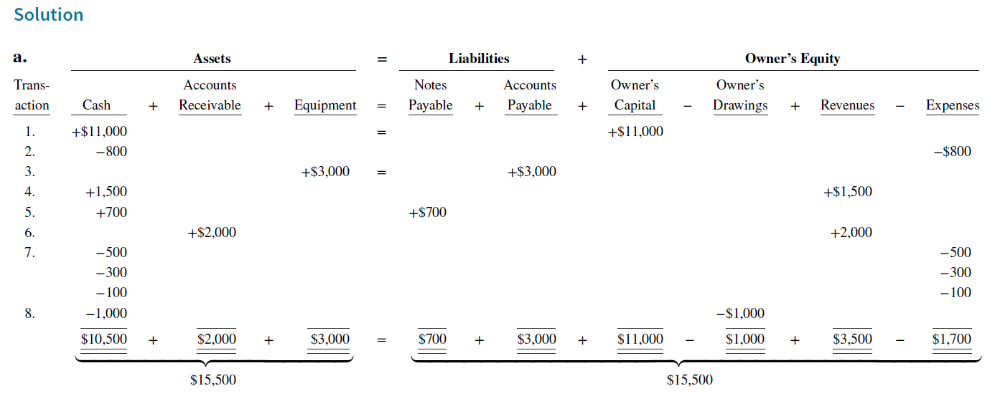 Solution
a. Assets = Liabilities + Owner’s Equity
Trans- Accounts Notes Accounts Owner’s Owner’s
action Cash + Receivable + Equipment = Payable + Payable + Capital − Drawings + Revenues − Expenses
1. +$11,000 = +$11,000
2. −800 −$800
3. +$3,000 = +$3,000
4. +1,500 +$1,500
5. +700 +$700
6. +$2,000 +2,000
7. −500 −500
−300 −300
−100 −100
8. −1,000 −$1,000
$10,500 + $2,000 + $3,000 = $700 + $3,000 + $11,000 − $1,000 + $3,500 − $1,700
$15,500 $15,500